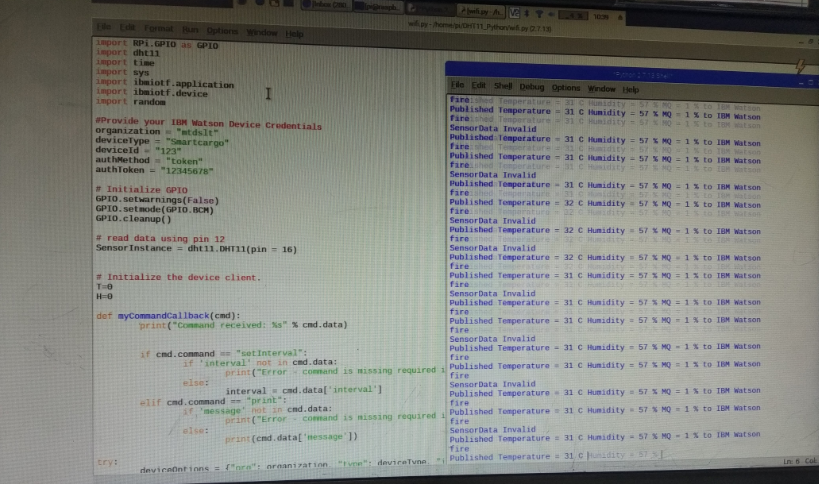 wifi.py - /home/pi/DHT11_Python/wifi.py (2.7.13)
File Edit Format Run Options Window Help
import RPi.GPIO as GPIO
import dht11
import time
import sys
import ibmiotf.application
import ibmiotf.device
import random
#Provide your IBM Watson Device Credentials
organization = "mtdslt"
deviceType = "Smartcargo"
deviceId = "123"
authMethod = "token"
authToken = "12345678"
# Initialize GPIO
GPIO.setwarnings(False)
GPIO.setmode(GPIO.BCM)
GPIO.cleanup()
# read data using pin 12
SensorInstance = dht11.DHT11(pin = 16)
# Initialize the device client.
T=0
H=0
def myCommandCallback(cmd):
print("Command received: %s" % cmd.data)
if cmd.command == "setInterval":
if 'interval' not in cmd.data:
print("Error - command is missing required i
else:
interval = cmd.data['interval']
elif cmd.command == "print":
if 'message' not in cmd.data:
print("Error - command is missing required i
else:
print(cmd.data['message'])
try:
deviceOptions = {"org": organization, "type": deviceType, "
File Edit Shell Debug Options Window Help
fire
Published Temperature = 31 C Humidity = 57 % MQ = 1 % to IBM Watson
fire
SensorData Invalid
Published Temperature = 31 C Humidity = 57 % MQ = 1 % to IBM Watson
fire
Published Temperature = 31 C Humidity = 57 % MQ = 1 % to IBM Watson
fire
SensorData Invalid
Published Temperature = 31 C Humidity = 57 % MQ = 1 % to IBM Watson
fire
Published Temperature = 32 C Humidity = 57 % MQ = 1 % to IBM Watson
fire
SensorData Invalid
Published Temperature = 32 C Humidity = 57 % MQ = 1 % to IBM Watson
fire
SensorData Invalid
Published Temperature = 32 C Humidity = 57 % MQ = 1 % to IBM Watson
fire
Published Temperature = 31 C Humidity = 57 % MQ = 1 % to IBM Watson
fire
SensorData Invalid
Published Temperature = 31 C Humidity = 57 % MQ = 1 % to IBM Watson
fire
SensorData Invalid
Published Temperature = 31 C Humidity = 57 % MQ = 1 % to IBM Watson
fire
Published Temperature = 31 C Humidity = 57 % MQ = 1 % to IBM Watson
fire
SensorData Invalid
Published Temperature = 31 C Humidity = 57 % MQ = 1 % to IBM Watson
fire
Published Temperature = 31 C Humidity = 57 % MQ = 1 % to IBM Watson
fire
SensorData Invalid
Published Temperature = 31 C Humidity = 57 % MQ = 1 % to IBM Watson
fire
Published Temperature = 31 C Humidity = 57 %
Ln: 6 Col